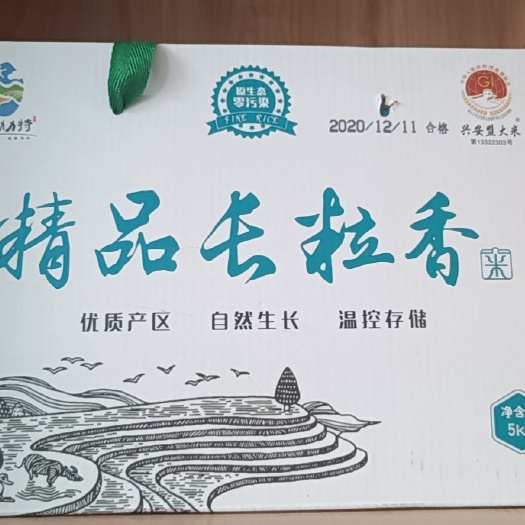 原生态
零污染
FINE RICE
2020/12/11 合格
兴安盟大米
第13322303号
精品长粒香
米
优质产区 自然生长 温控存储
净含
5K